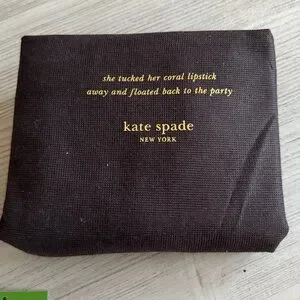 she tucked her coral lipstick
away and floated back to the party
kate spade
NEW YORK